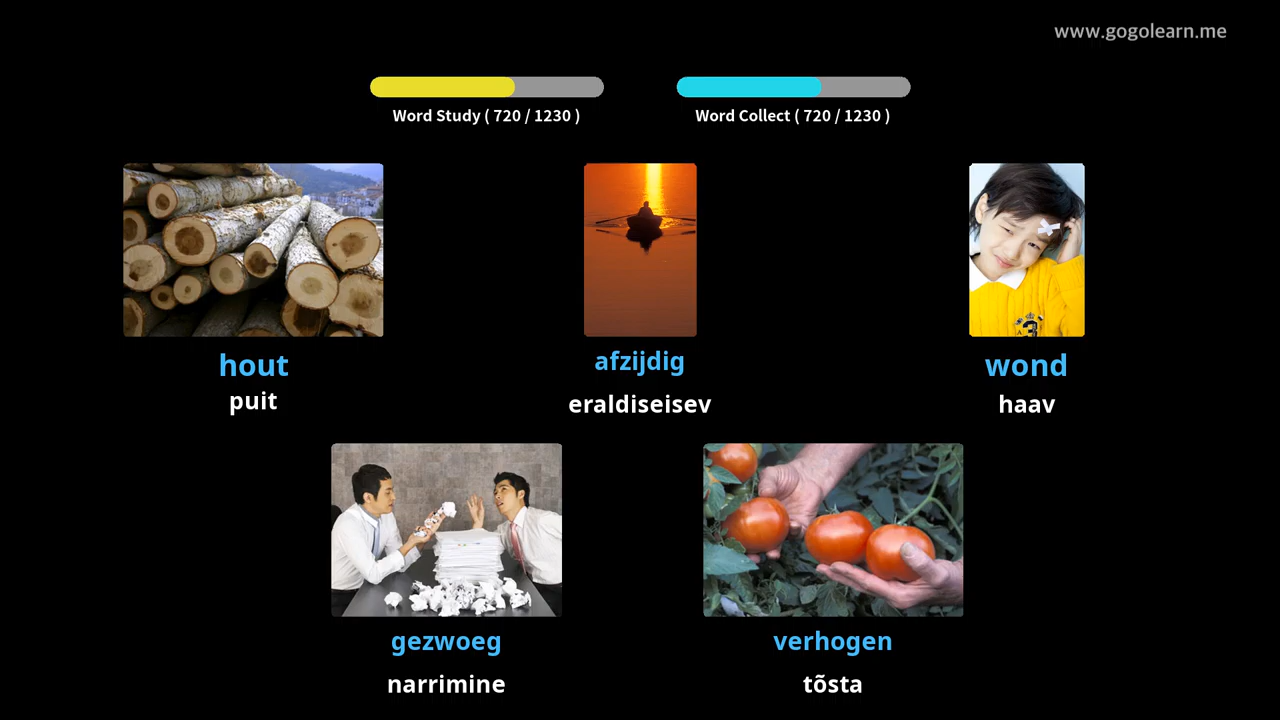 www.gogolearn.me
Word Study ( 720 / 1230 )
Word Collect ( 720 / 1230 )
hout
puit
afzijdig
eraldiseisev
wond
haav
gezwoeg
narrimine
verhogen
tõsta